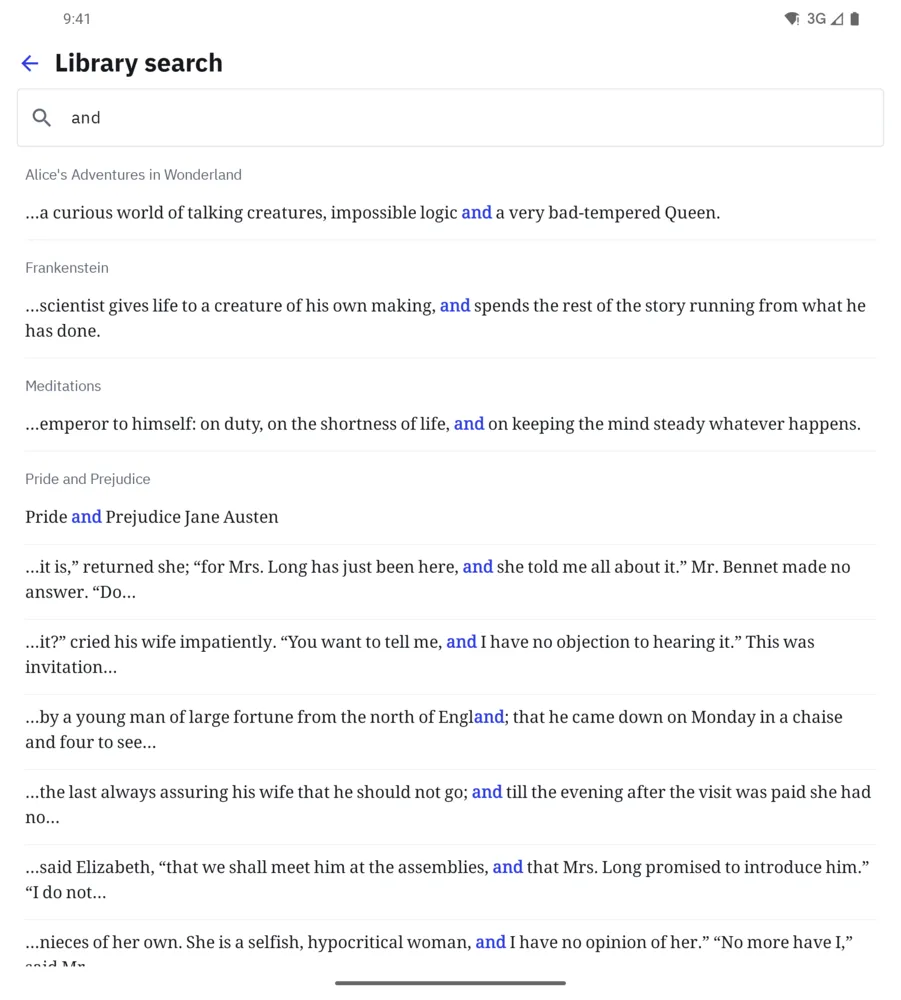 9:41
3G
Library search
and
Alice's Adventures in Wonderland
...a curious world of talking creatures, impossible logic and a very bad-tempered Queen.
Frankenstein
...scientist gives life to a creature of his own making, and spends the rest of the story running from what he
has done.
Meditations
...emperor to himself: on duty, on the shortness of life, and on keeping the mind steady whatever happens.
Pride and Prejudice
Pride and Prejudice Jane Austen
...it is,” returned she; “for Mrs. Long has just been here, and she told me all about it.” Mr. Bennet made no
answer. “Do...
...it?” cried his wife impatiently. “You want to tell me, and I have no objection to hearing it.” This was
invitation...
...by a young man of large fortune from the north of England; that he came down on Monday in a chaise
and four to see...
...the last always assuring his wife that he should not go; and till the evening after the visit was paid she had
no...
...said Elizabeth, “that we shall meet him at the assemblies, and that Mrs. Long promised to introduce him.”
“I do not...
...nieces of her own. She is a selfish, hypocritical woman, and I have no opinion of her.” “No more have I,”
said Mr.